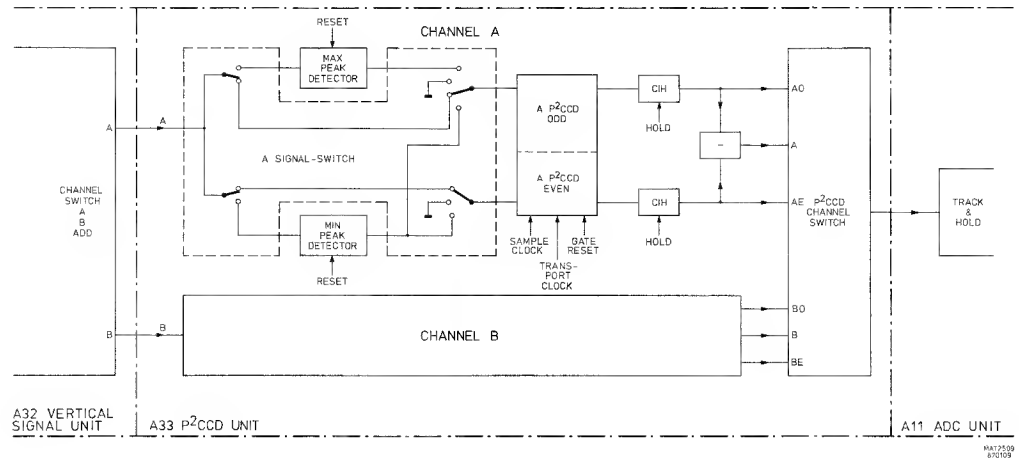 RESET
CHANNEL A
MAX
PEAK
DETECTOR
A P²CCD
ODD
CIH
AO
HOLD
A
A
−
A
A SIGNAL-SWITCH
CHANNEL
SWITCH
A
B
ADD
A P²CCD
EVEN
CIH
AE
P²CCD
CHANNEL
SWITCH
TRACK
&
HOLD
MIN
PEAK
DETECTOR
SAMPLE
CLOCK
GATE
RESET
HOLD
TRANS-
PORT
CLOCK
RESET
BO
B
B
CHANNEL B
B
BE
A32 VERTICAL
SIGNAL UNIT
A33 P²CCD UNIT
A11 ADC UNIT
MAT2509
870109